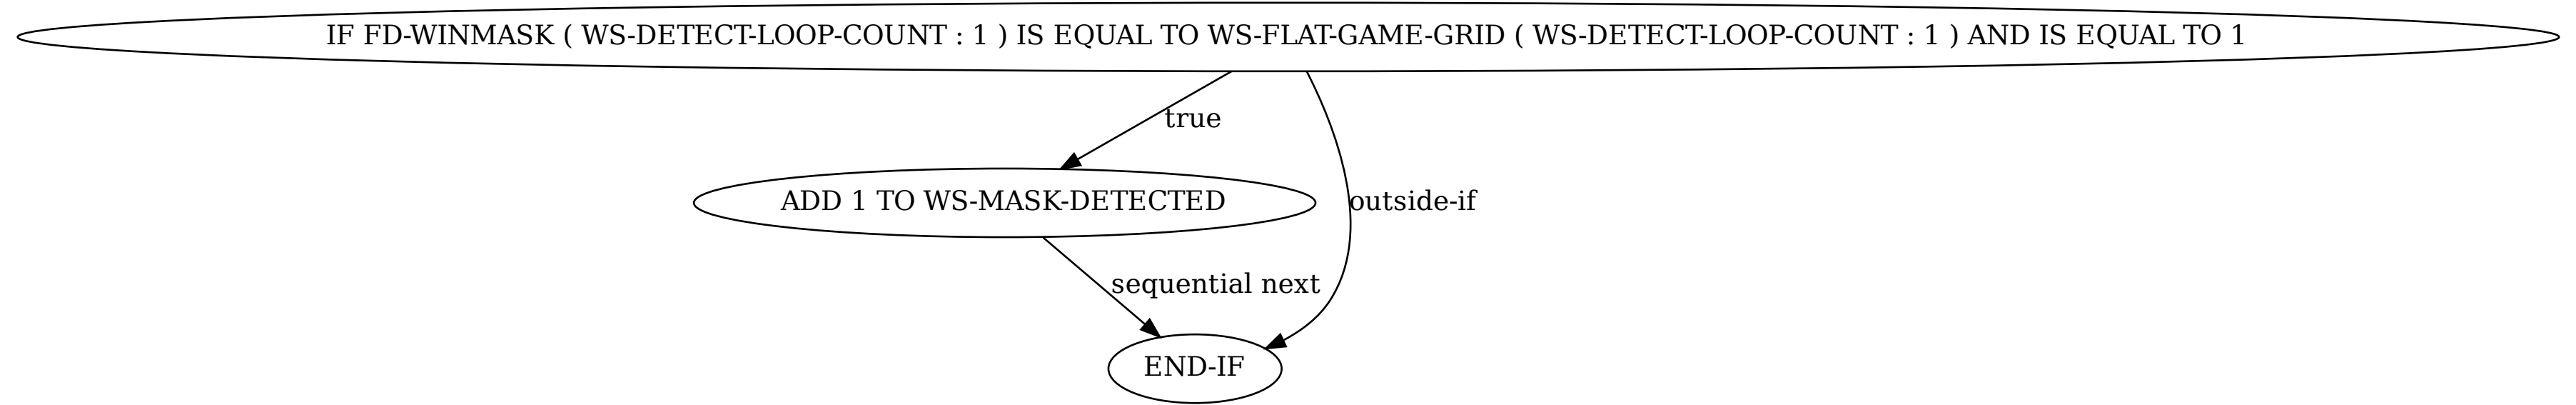 IF FD-WINMASK ( WS-DETECT-LOOP-COUNT : 1 ) IS EQUAL TO WS-FLAT-GAME-GRID ( WS-DETECT-LOOP-COUNT : 1 ) AND IS EQUAL TO 1
true
ADD 1 TO WS-MASK-DETECTED
outside-if
sequential next
END-IF